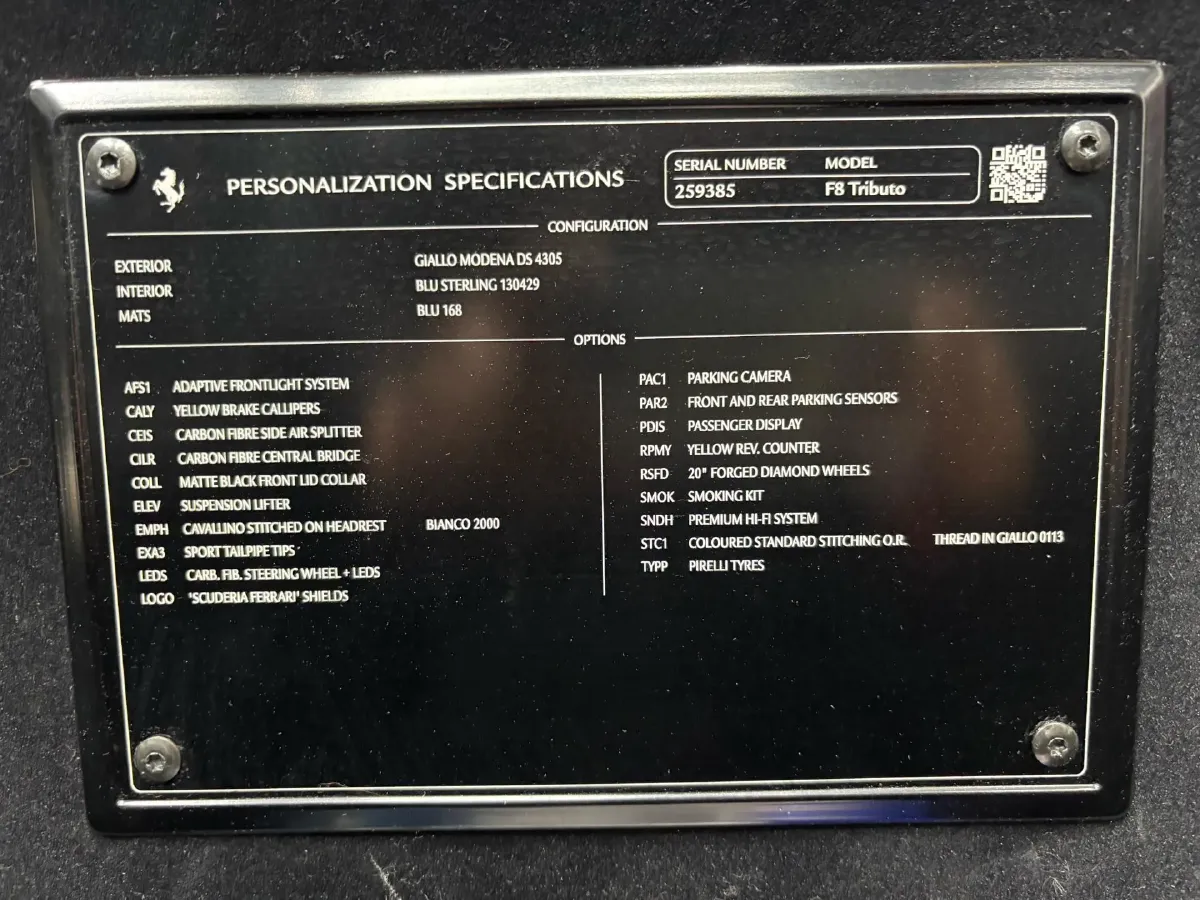 PERSONALIZATION SPECIFICATIONS
SERIAL NUMBER MODEL
259385 F8 Tributo
CONFIGURATION
EXTERIOR GIALLO MODENA DS 4305
INTERIOR BLU STERLING 130429
MATS BLU 168
OPTIONS
AFS1 ADAPTIVE FRONTLIGHT SYSTEM
CALY YELLOW BRAKE CALLIPERS
CEIS CARBON FIBRE SIDE AIR SPLITTER
CILR CARBON FIBRE CENTRAL BRIDGE
COLL MATTE BLACK FRONT LID COLLAR
ELEV SUSPENSION LIFTER
EMPH CAVALLINO STITCHED ON HEADREST BIANCO 2000
EXA3 SPORT TAILPIPE TIPS
LEDS CARB. FIB. STEERING WHEEL + LEDS
LOGO "SCUDERIA FERRARI" SHIELDS
PAC1 PARKING CAMERA
PAR2 FRONT AND REAR PARKING SENSORS
PDIS PASSENGER DISPLAY
RPMY YELLOW REV. COUNTER
RSFD 20" FORGED DIAMOND WHEELS
SMOK SMOKING KIT
SNDH PREMIUM HI-FI SYSTEM
STC1 COLOURED STANDARD STITCHING O.R. THREAD IN GIALLO 0113
TYPP PIRELLI TYRES